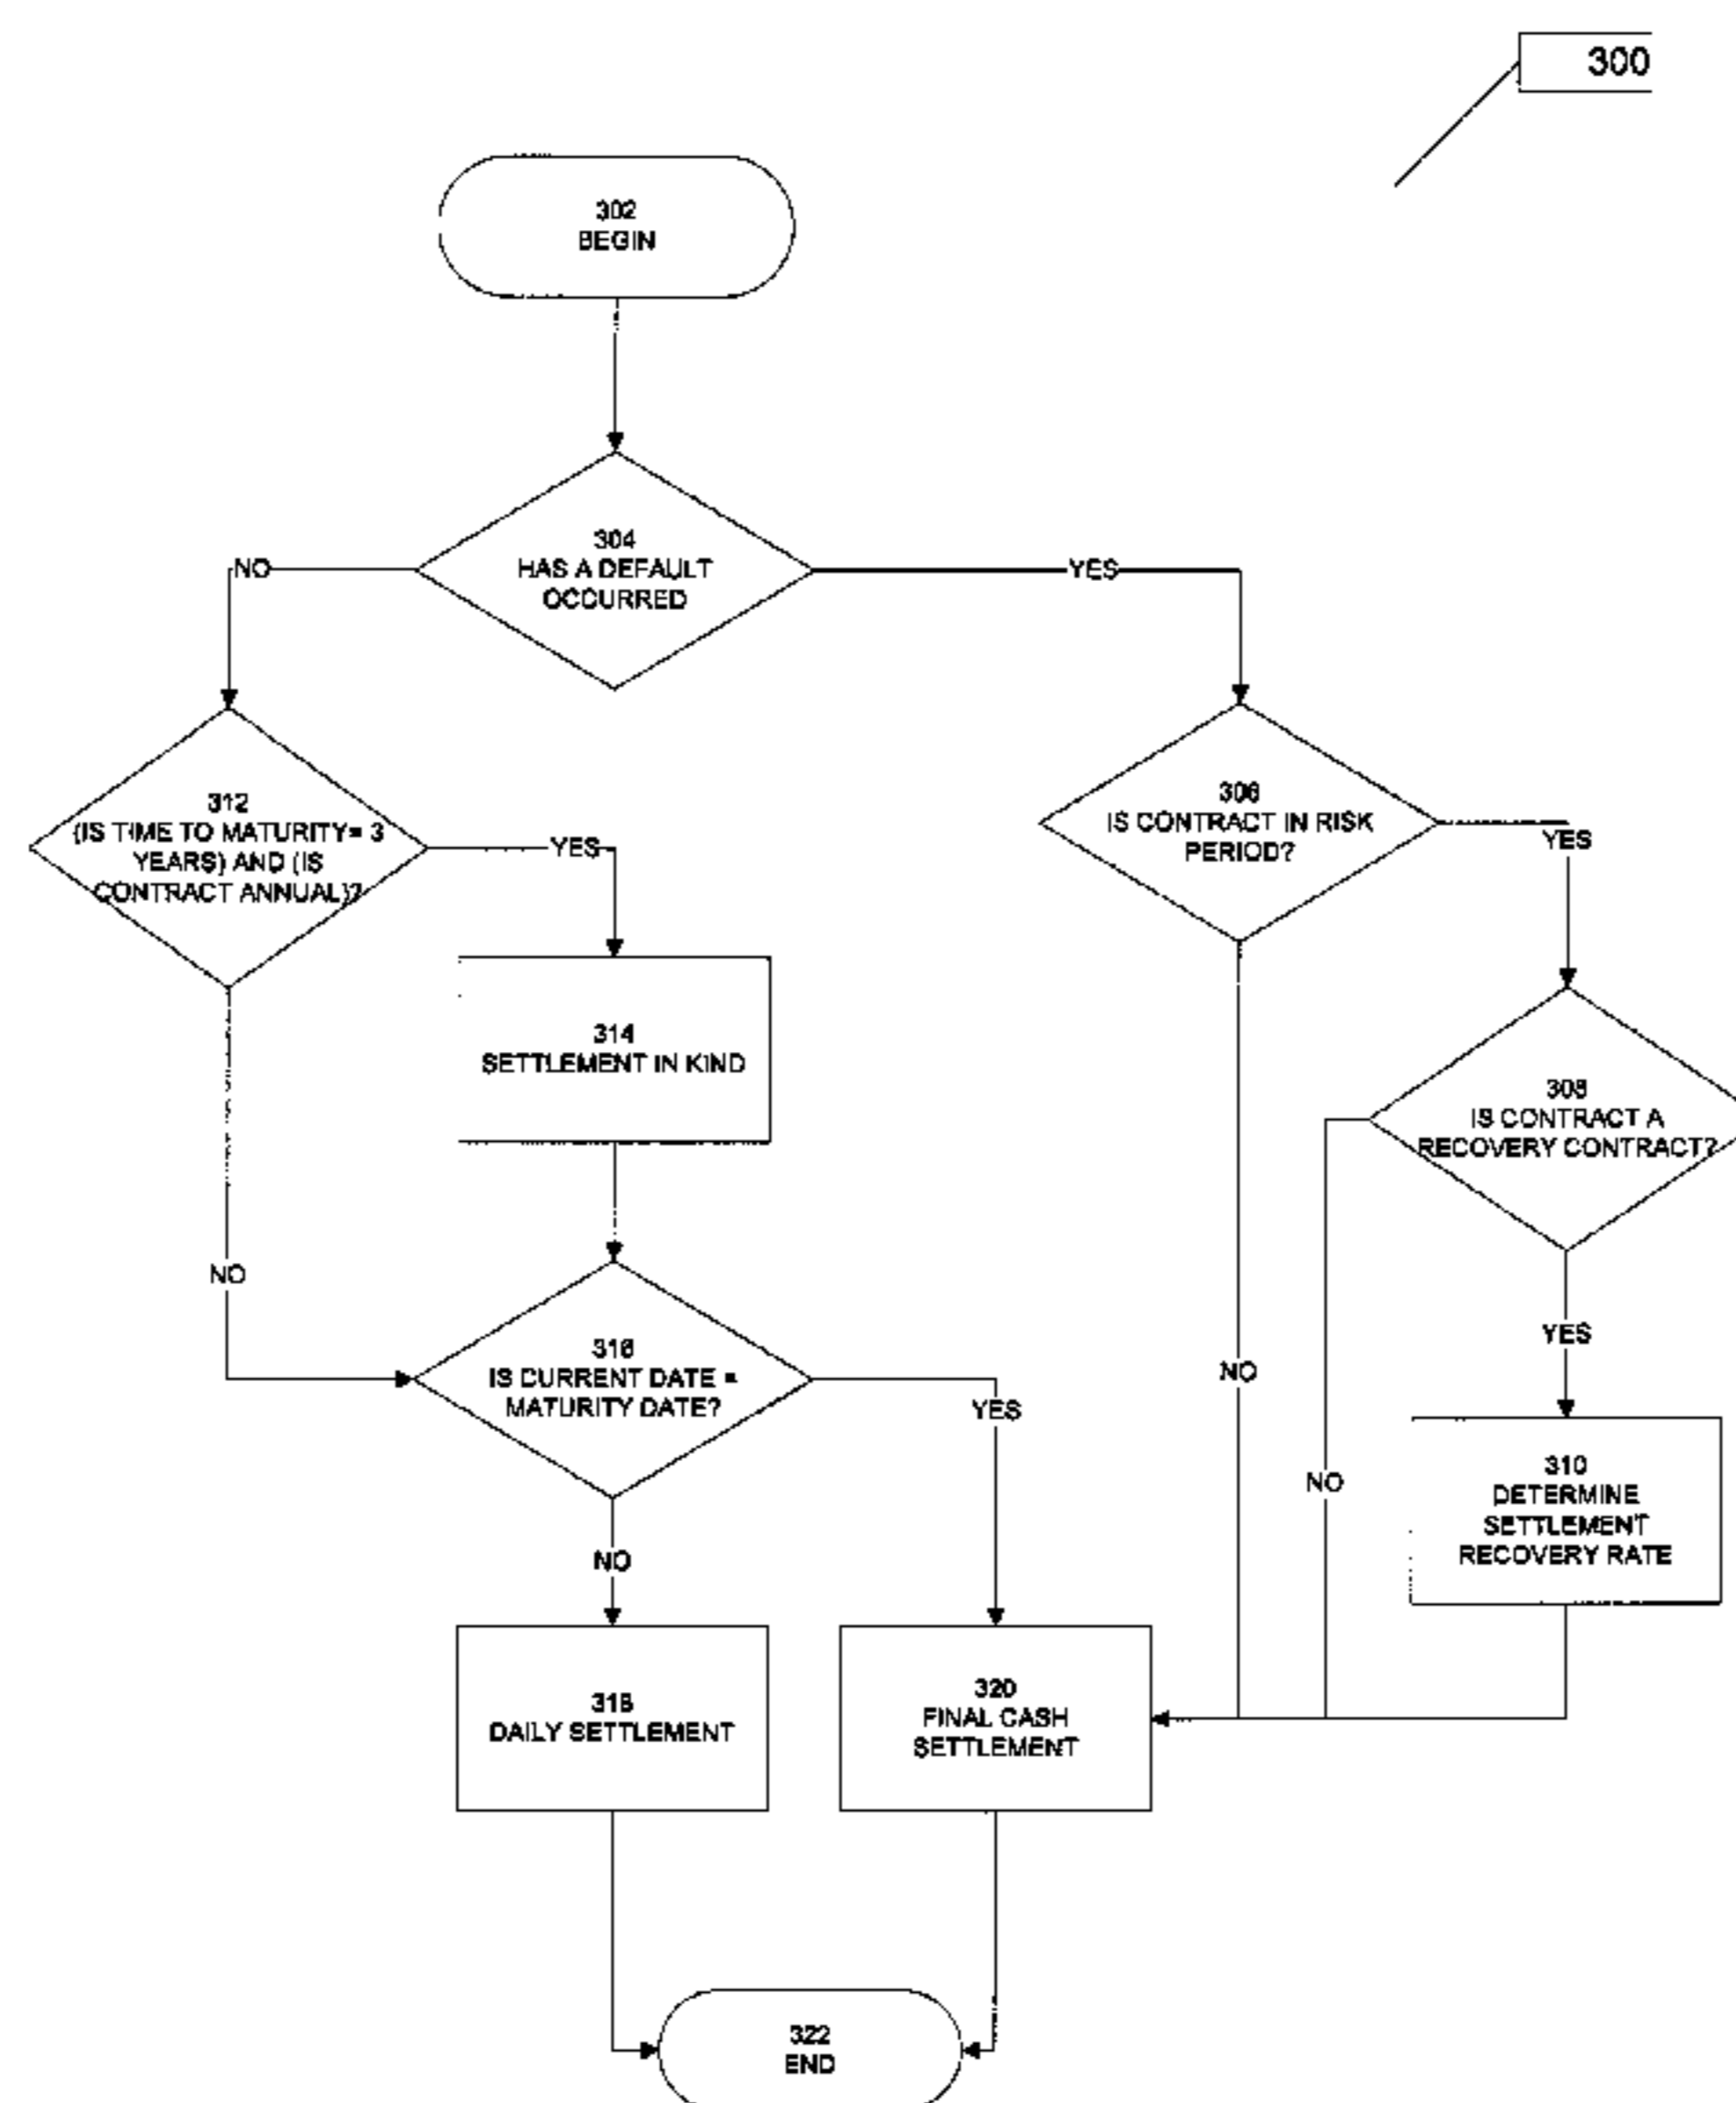 300
302
BEGIN
304
HAS A DEFAULT
OCCURRED
NO
YES
312
(IS TIME TO MATURITY= 3
YEARS) AND (IS
CONTRACT ANNUAL)?
YES
306
IS CONTRACT IN RISK
PERIOD?
YES
314
SETTLEMENT IN KIND
308
IS CONTRACT A
RECOVERY CONTRACT?
NO
316
IS CURRENT DATE =
MATURITY DATE?
YES
NO
YES
NO
310
DETERMINE
SETTLEMENT
RECOVERY RATE
NO
318
DAILY SETTLEMENT
320
FINAL CASH
SETTLEMENT
322
END